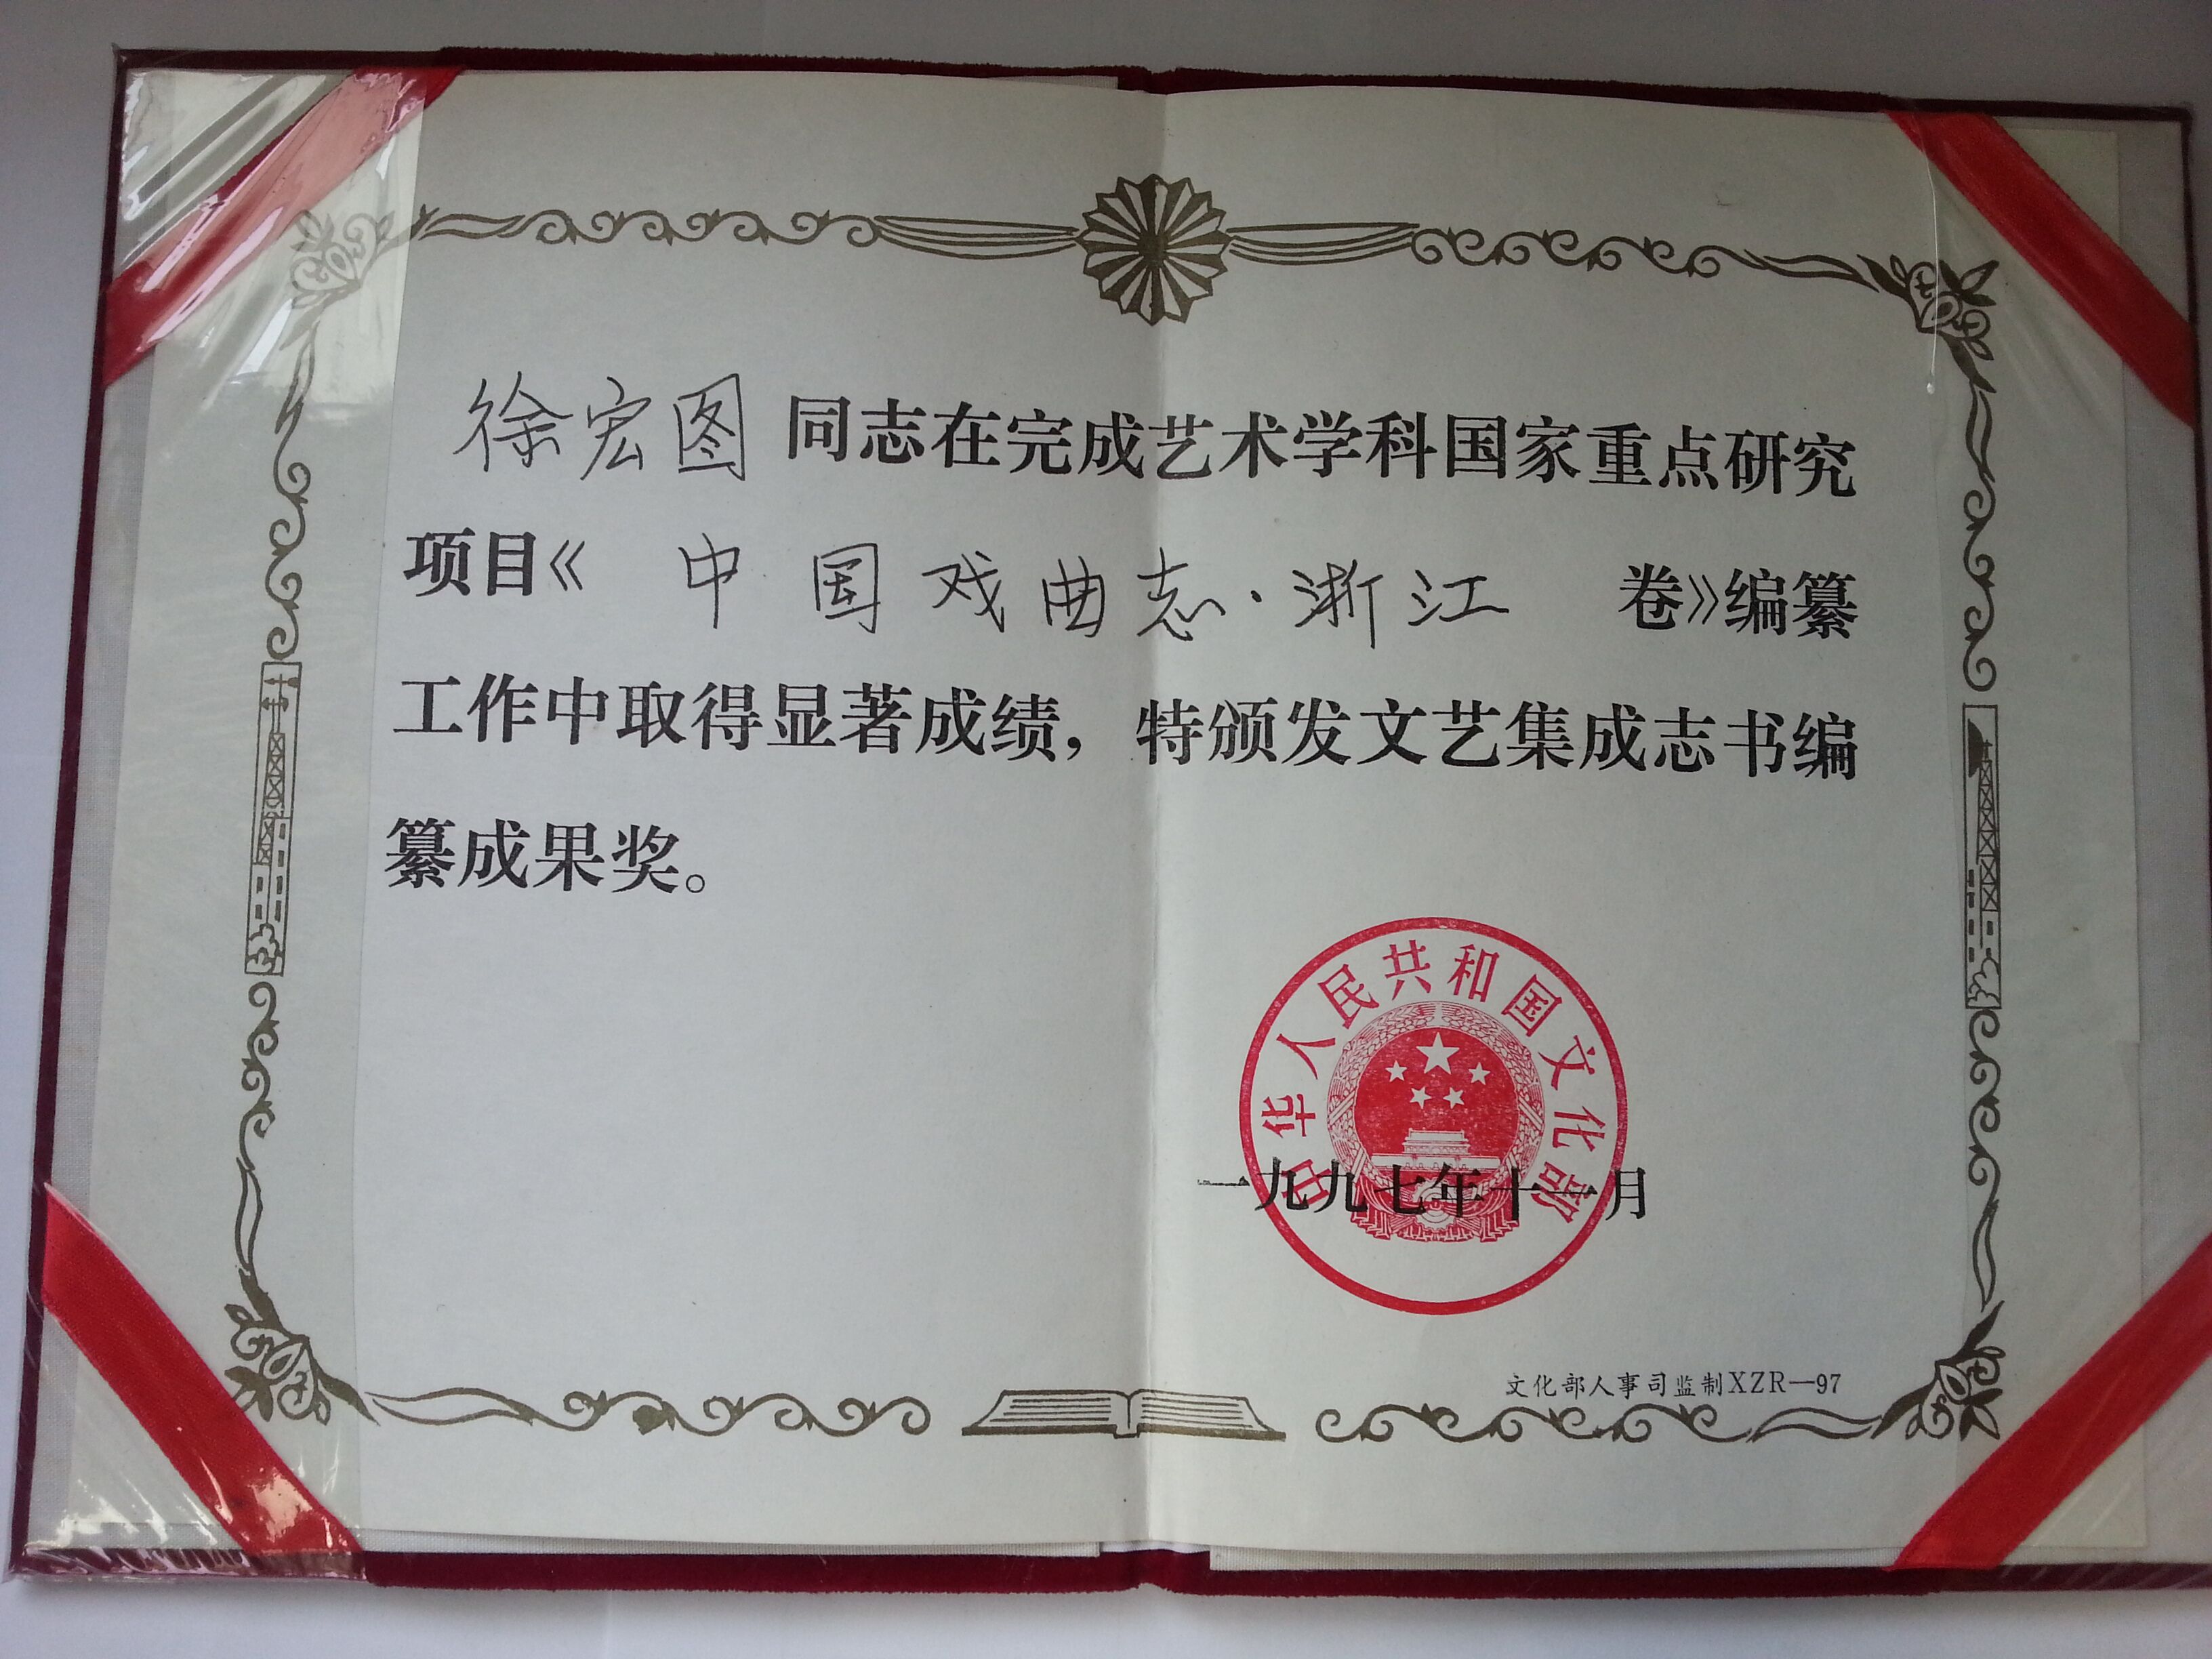 徐宏图同志在完成艺术学科国家重点研究
项目《中国戏曲志·浙江卷》编纂
工作中取得显著成绩，特颁发文艺集成志书编
纂成果奖。
中华人民共和国文化部
一九九七年十一月
文化部人事司监制XZR—97